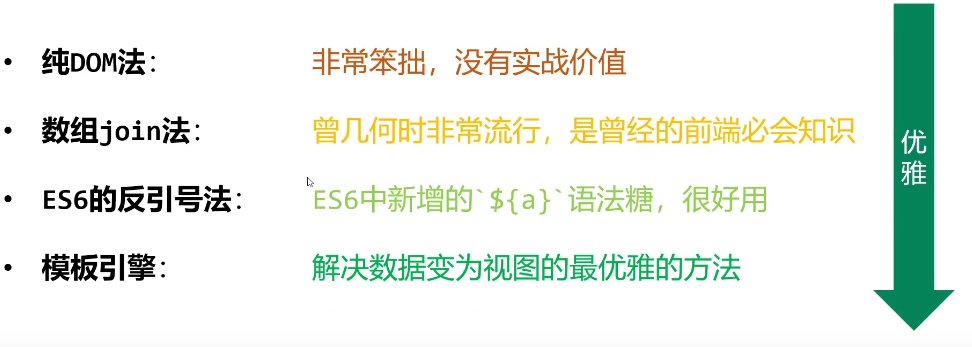 • 纯DOM法： 非常笨拙，没有实战价值
• 数组join法： 曾几何时非常流行，是曾经的前端必会知识
• ES6的反引号法： ES6中新增的`${a}`语法糖，很好用
• 模板引擎： 解决数据变为视图的最优雅的方法
优雅